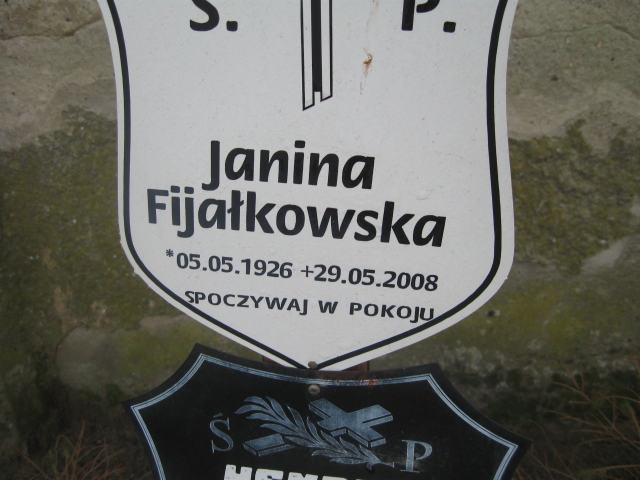 Ś. P.
Janina
Fijałkowska
*05.05.1926 +29.05.2008
SPOCZYWAJ W POKOJU
Ś P